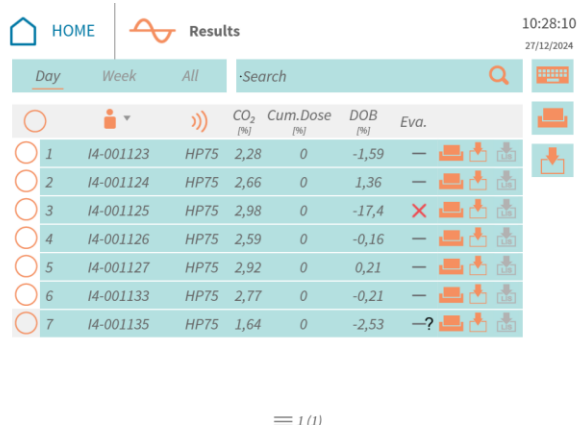 HOME Results 10:28:10
27/12/2024
Day Week All ·Search
CO₂ Cum.Dose DOB Eva.
[%] [%] [%]
1 I4-001123 HP75 2,28 0 -1,59 —
2 I4-001124 HP75 2,66 0 1,36 —
3 I4-001125 HP75 2,98 0 -17,4 ×
4 I4-001126 HP75 2,59 0 -0,16 —
5 I4-001127 HP75 2,92 0 0,21 —
6 I4-001133 HP75 2,77 0 -0,21 —
7 I4-001135 HP75 1,64 0 -2,53 —?
1 (1)